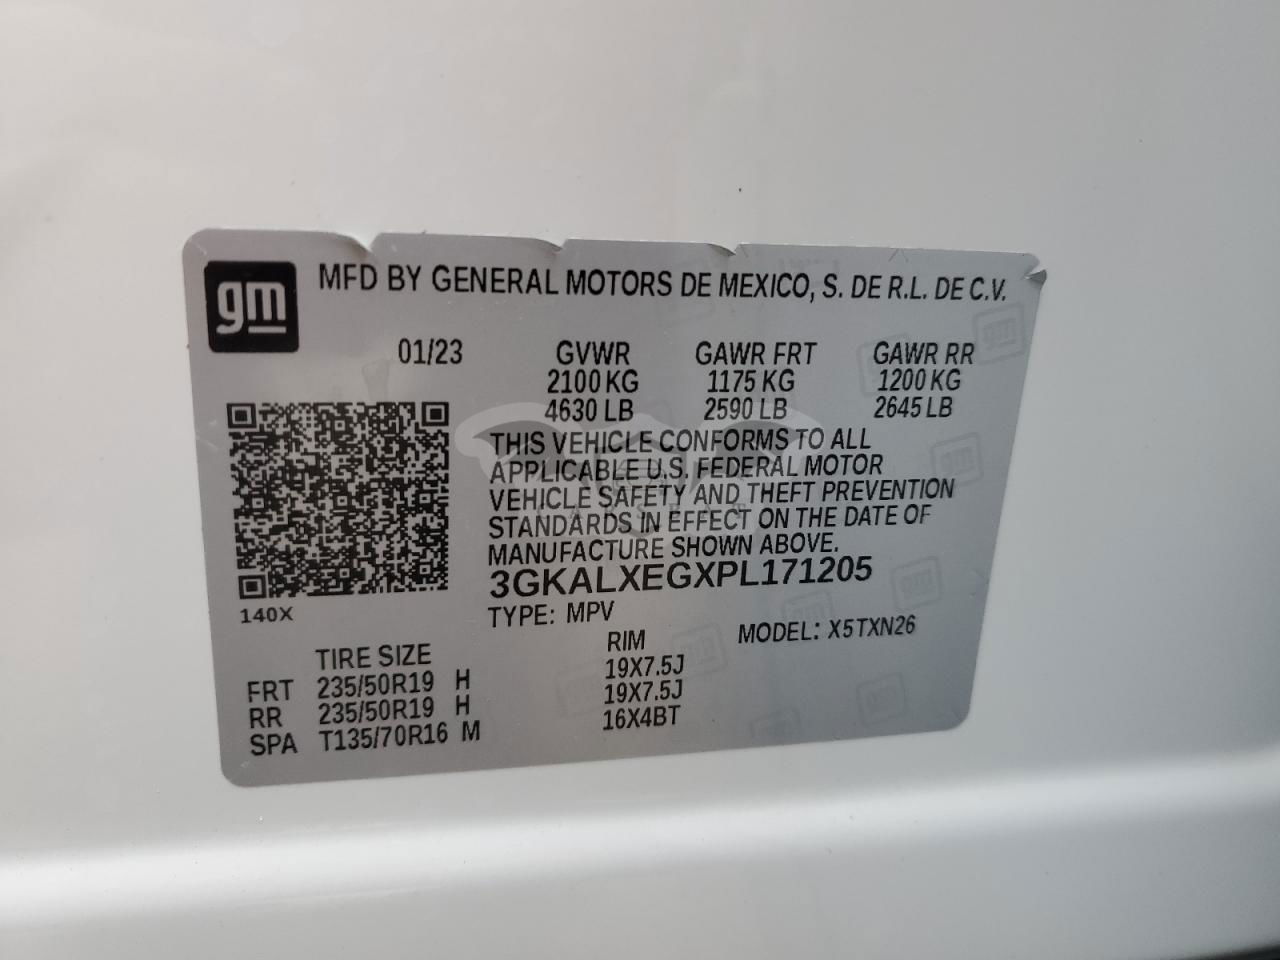 gm
MFD BY GENERAL MOTORS DE MEXICO, S. DE R.L. DE C.V.
01/23 GVWR GAWR FRT GAWR RR
2100 KG 1175 KG 1200 KG
4630 LB 2590 LB 2645 LB
THIS VEHICLE CONFORMS TO ALL
APPLICABLE U.S. FEDERAL MOTOR
VEHICLE SAFETY AND THEFT PREVENTION
STANDARDS IN EFFECT ON THE DATE OF
MANUFACTURE SHOWN ABOVE.
3GKALXEGXPL171205
140X
TYPE: MPV MODEL: X5TXN26
TIRE SIZE RIM
FRT 235/50R19 H 19X7.5J
RR 235/50R19 H 19X7.5J
SPA T135/70R16 M 16X4BT